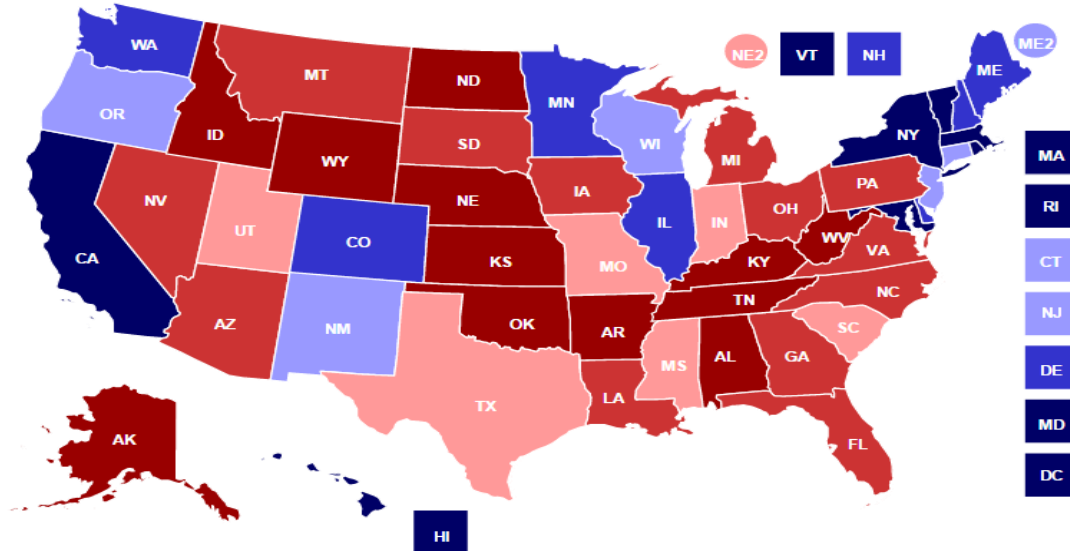 WA
MT
ND
MN
NE2
VT
NH
ME2
ME
OR
ID
WY
SD
WI
MI
NY
MA
NV
UT
CO
NE
IA
IL
IN
OH
PA
RI
CA
KS
MO
KY
WV
VA
CT
AZ
NM
OK
AR
TN
NC
NJ
TX
LA
MS
AL
GA
SC
DE
AK
FL
MD
HI
DC